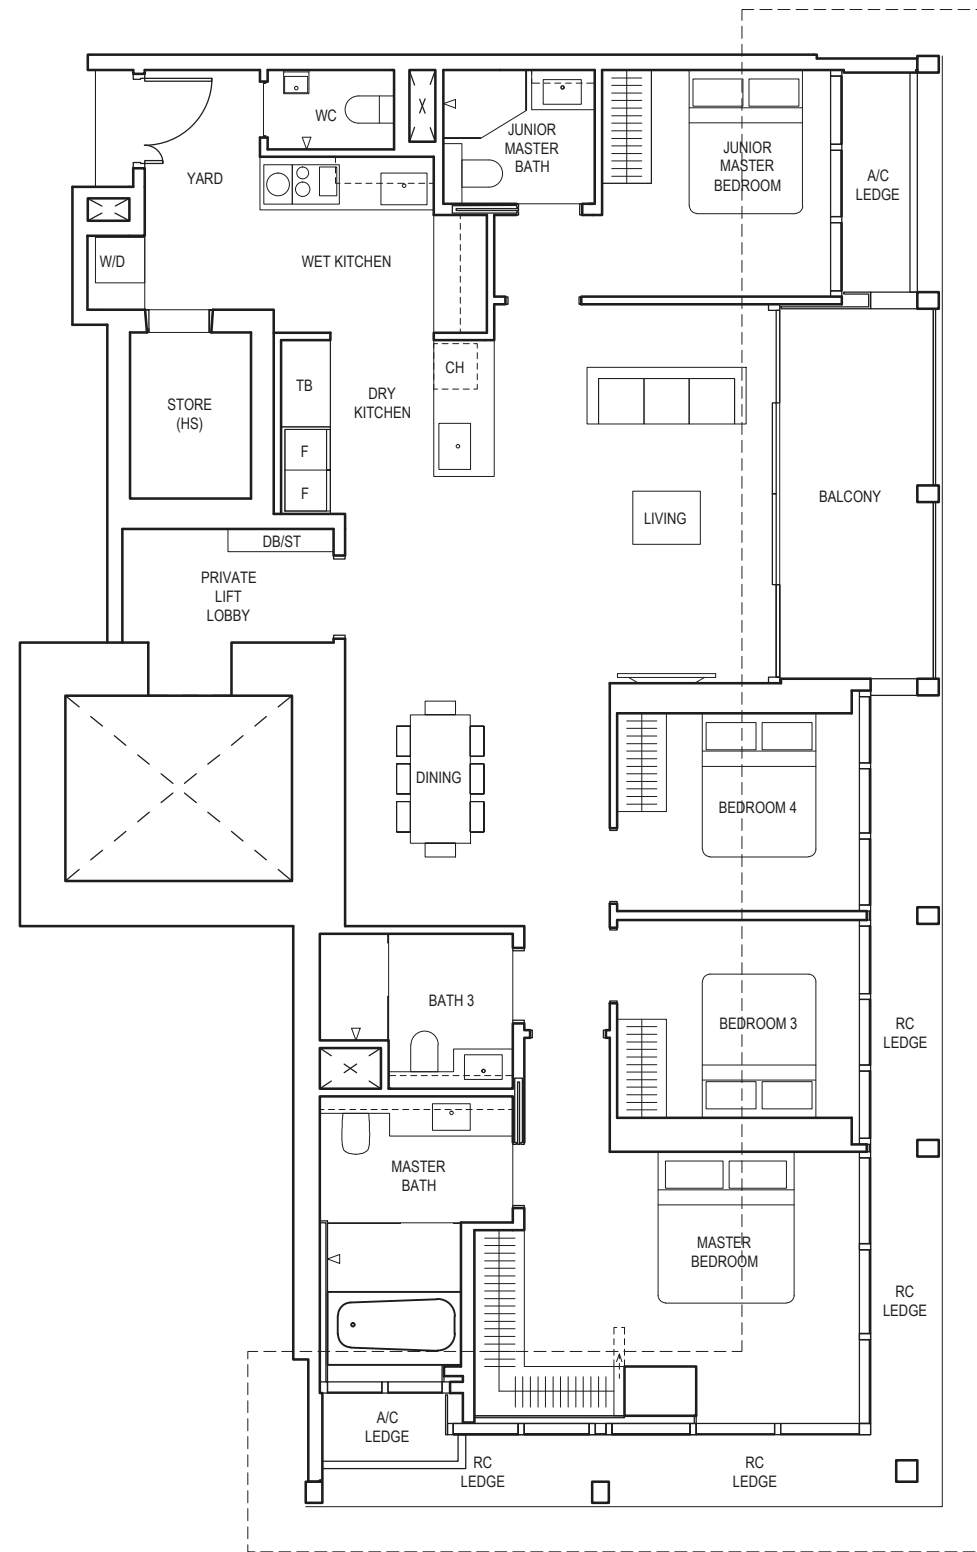 WC
JUNIOR
MASTER
BATH
JUNIOR
MASTER
BEDROOM
YARD
A/C
LEDGE
W/D
WET KITCHEN
CH
TB
DRY
KITCHEN
STORE
(HS)
F
F
BALCONY
LIVING
DB/ST
PRIVATE
LIFT
LOBBY
DINING
BEDROOM 4
BATH 3
BEDROOM 3
RC
LEDGE
MASTER
BATH
MASTER
BEDROOM
RC
LEDGE
A/C
LEDGE
RC
LEDGE
RC
LEDGE